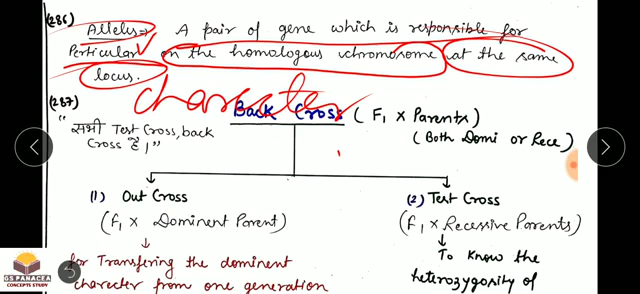 (286)
Alleles⇒ A pair of gene which is responsible for
Particular on the homologous chromosome at the same
locus.
character
(287)
Back Cross (F₁ × Parents)
(Both Domi or Rece)
"सभी Test Cross, back
Cross है।"
(1) Out Cross
(F₁ × Dominent Parent)
↓
for Transfering the dominent
charecter from one generation
(2) Test Cross
(F₁ × Recessive Parents)
↓
To Know the
heterozygosity of
GS PANACEA
CONCEPTS STUDY